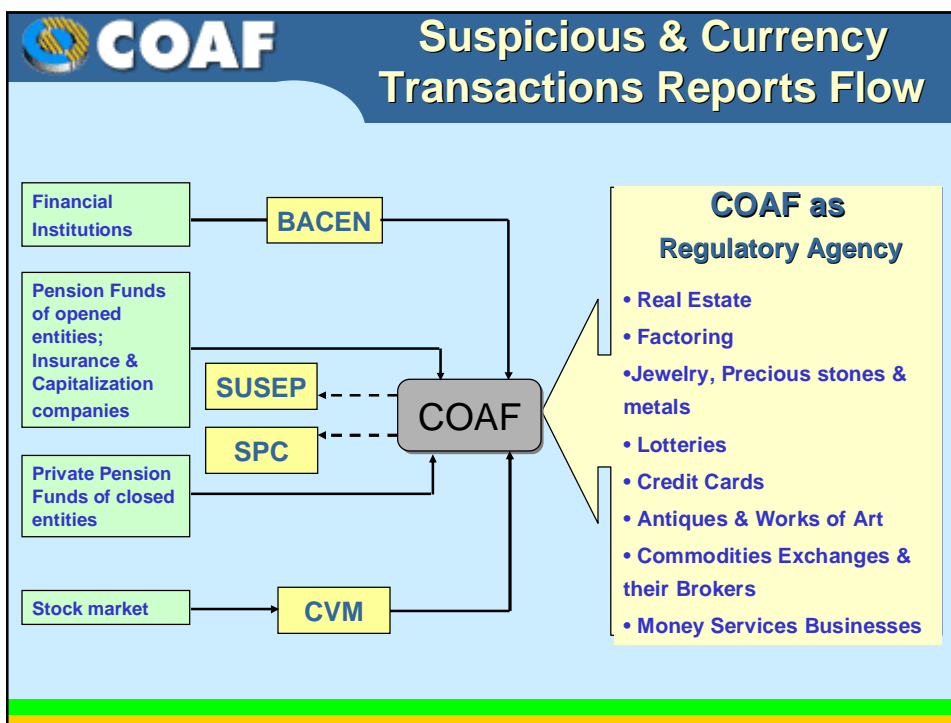 COAF
Suspicious & Currency
Transactions Reports Flow
Financial
Institutions
BACEN
Pension Funds
of opened
entities;
Insurance &
Capitalization
companies
SUSEP
SPC
COAF
Private Pension
Funds of closed
entities
Stock market
CVM
COAF as
Regulatory Agency
• Real Estate
• Factoring
•Jewelry, Precious stones &
metals
• Lotteries
• Credit Cards
• Antiques & Works of Art
• Commodities Exchanges &
their Brokers
• Money Services Businesses